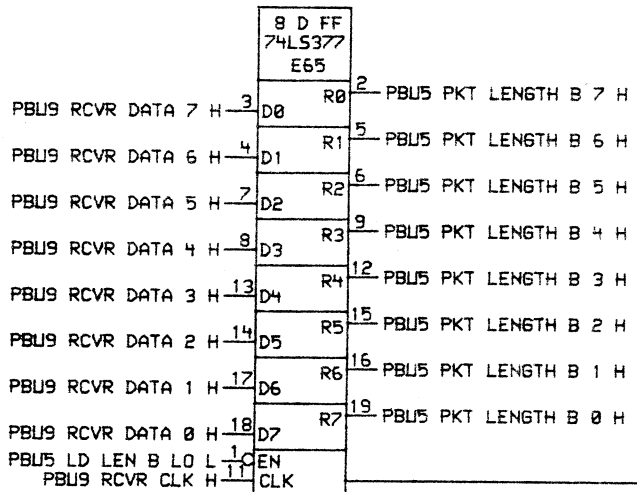 8 D FF
74LS377
E65
PBU9 RCVR DATA 7 H 3 D0 R0 2 PBU5 PKT LENGTH B 7 H
PBU9 RCVR DATA 6 H 4 D1 R1 5 PBU5 PKT LENGTH B 6 H
PBU9 RCVR DATA 5 H 7 D2 R2 6 PBU5 PKT LENGTH B 5 H
PBU9 RCVR DATA 4 H 8 D3 R3 9 PBU5 PKT LENGTH B 4 H
PBU9 RCVR DATA 3 H 13 D4 R4 12 PBU5 PKT LENGTH B 3 H
PBU9 RCVR DATA 2 H 14 D5 R5 15 PBU5 PKT LENGTH B 2 H
PBU9 RCVR DATA 1 H 17 D6 R6 16 PBU5 PKT LENGTH B 1 H
PBU9 RCVR DATA 0 H 18 D7 R7 19 PBU5 PKT LENGTH B 0 H
PBU5 LD LEN B LO L 1 EN
PBU9 RCVR CLK H 11 CLK